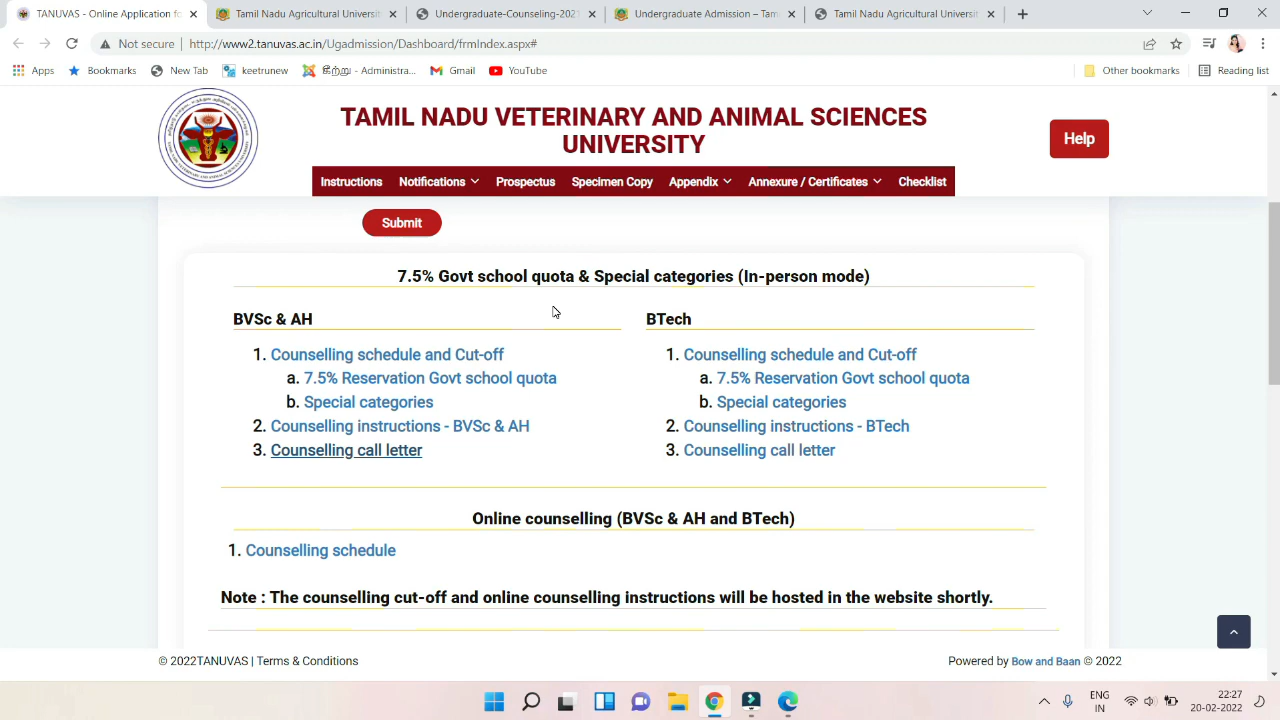 TANUVAS - Online Application fo
Tamil Nadu Agricultural Universit
Undergraduate-Counseling-2021
Undergraduate Admission – Tam
Tamil Nadu Agricultural Universit
Not secure | http://www2.tanuvas.ac.in/Ugadmission/Dashboard/frmIndex.aspx#
Apps
Bookmarks
New Tab
keetrunew
- Administra...
Gmail
YouTube
Other bookmarks
Reading list
TAMIL NADU VETERINARY AND ANIMAL SCIENCES
UNIVERSITY
Help
Instructions Notifications Prospectus Specimen Copy Appendix Annexure / Certificates Checklist
Submit
7.5% Govt school quota & Special categories (In-person mode)
BVSc & AH
1. Counselling schedule and Cut-off
a. 7.5% Reservation Govt school quota
b. Special categories
2. Counselling instructions - BVSc & AH
3. Counselling call letter
BTech
1. Counselling schedule and Cut-off
a. 7.5% Reservation Govt school quota
b. Special categories
2. Counselling instructions - BTech
3. Counselling call letter
Online counselling (BVSc & AH and BTech)
1. Counselling schedule
Note : The counselling cut-off and online counselling instructions will be hosted in the website shortly.
© 2022TANUVAS | Terms & Conditions
Powered by Bow and Baan © 2022
ENG
IN
22:27
20-02-2022